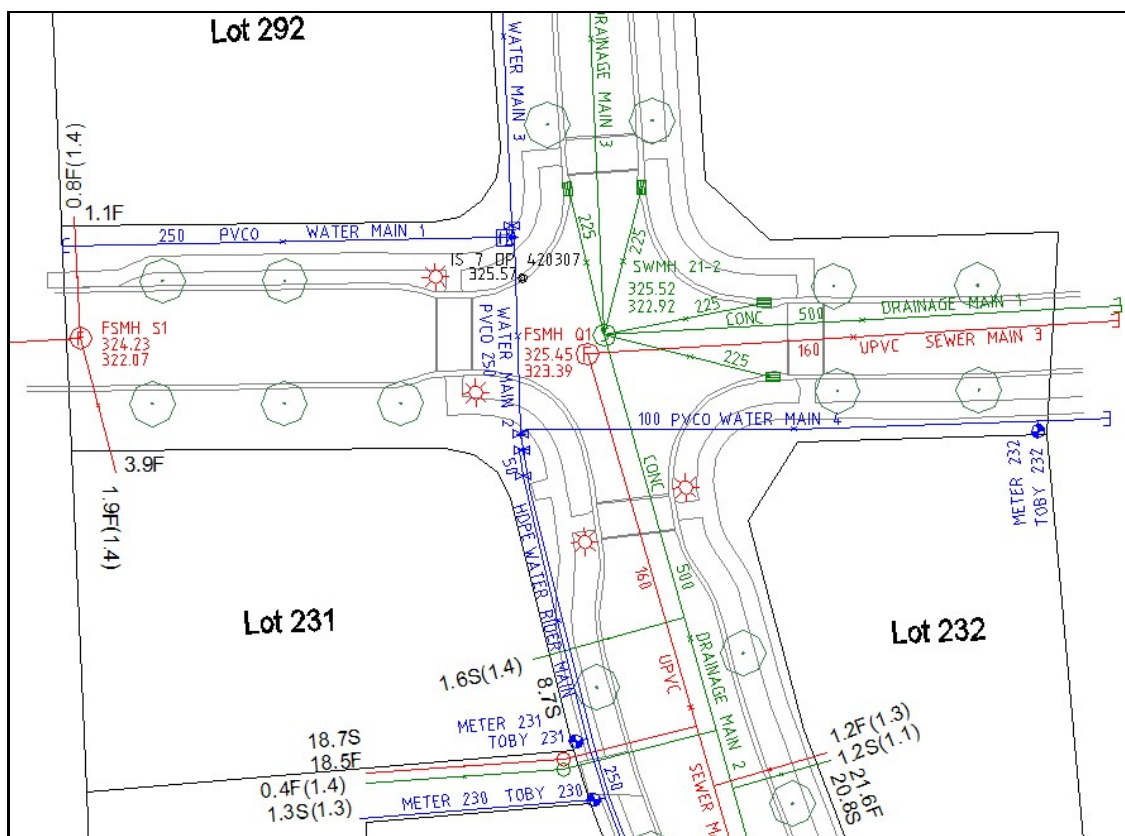 Lot 292
WATER MAIN 3
DRAINAGE MAIN 3
0.8F(1.4)
1.1F
250 PVCO WATER MAIN 1
225
225
IS 7 DP 420307
325.57
SWMH 21-2
325.52
322.92
225
CONC
500
DRAINAGE MAIN 1
FSMH S1
324.23
322.07
WATER MAIN 2
PVCO 250
FSMH Q1
325.45
323.39
160
UPVC SEWER MAIN 3
225
100 PVCO WATER MAIN 4
3.9F
1.9F(1.4)
50
HDPE WATER RIDER MAIN
CONC
METER 232
TOBY 232
160
500
Lot 231
Lot 232
UPVC
DRAINAGE MAIN 2
1.6S(1.4)
8.7S
METER 231
TOBY 231
18.7S
18.5F
0.4F(1.4)
1.3S(1.3)
METER 230 TOBY 230
250
SEWER M
1.2F(1.3)
1.2S(1.1)
21.6F
20.8S